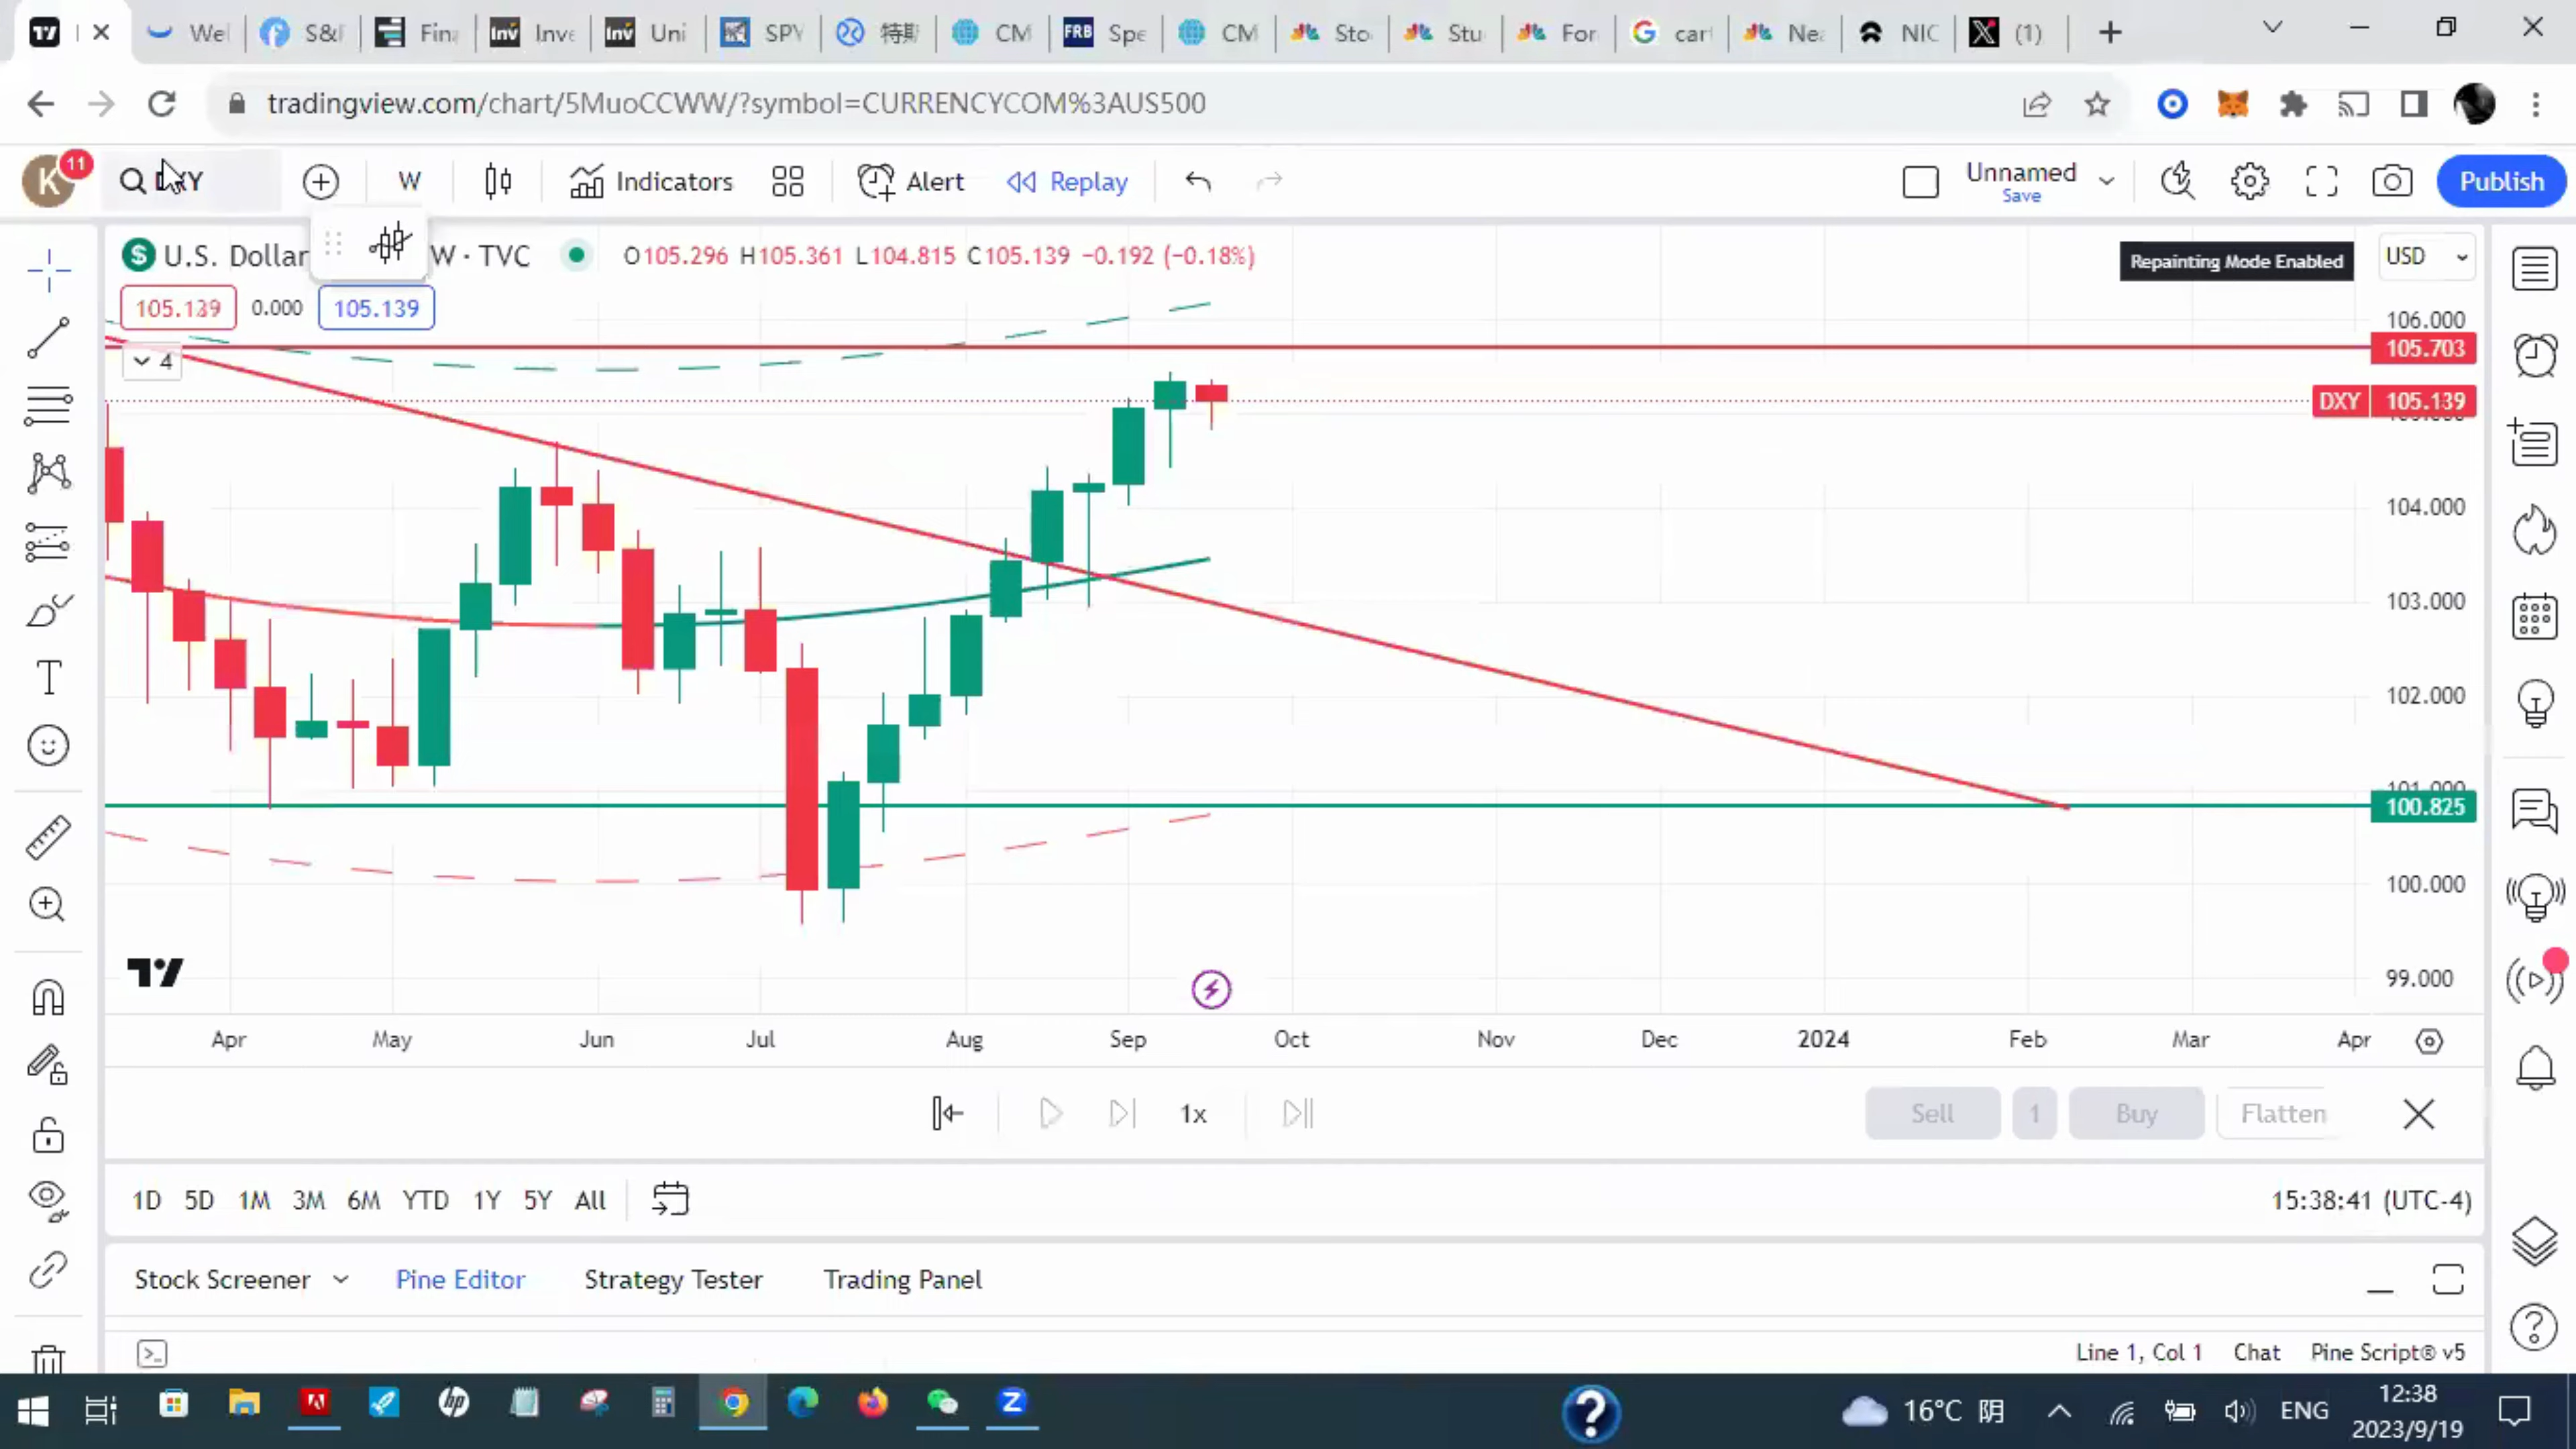 Wel
S&P
Fin
Inve
Uni
SPY
特斯
CM
FRB
Spe
CM
Sto
Stu
For
car
Nea
NIC
(1)
tradingview.com/chart/5MuoCCWW/?symbol=CURRENCYCOM%3AUS500
K
11
W
Indicators
Alert
Replay
Unnamed
Save
Publish
U.S. Dollar
W · TVC
O105.296 H105.361 L104.815 C105.139 −0.192 (−0.18%)
Repainting Mode Enabled
USD
105.139
0.000
105.139
4
106.000
105.703
DXY 105.139
104.000
103.000
102.000
101.000
100.825
100.000
99.000
Apr May Jun Jul Aug Sep Oct Nov Dec 2024 Feb Mar Apr
1x
Sell
1
Buy
Flatten
1D 5D 1M 3M 6M YTD 1Y 5Y All
15:38:41 (UTC-4)
Stock Screener
Pine Editor
Strategy Tester
Trading Panel
Line 1, Col 1
Chat
Pine Script® v5
16°C 阴
ENG
12:38
2023/9/19